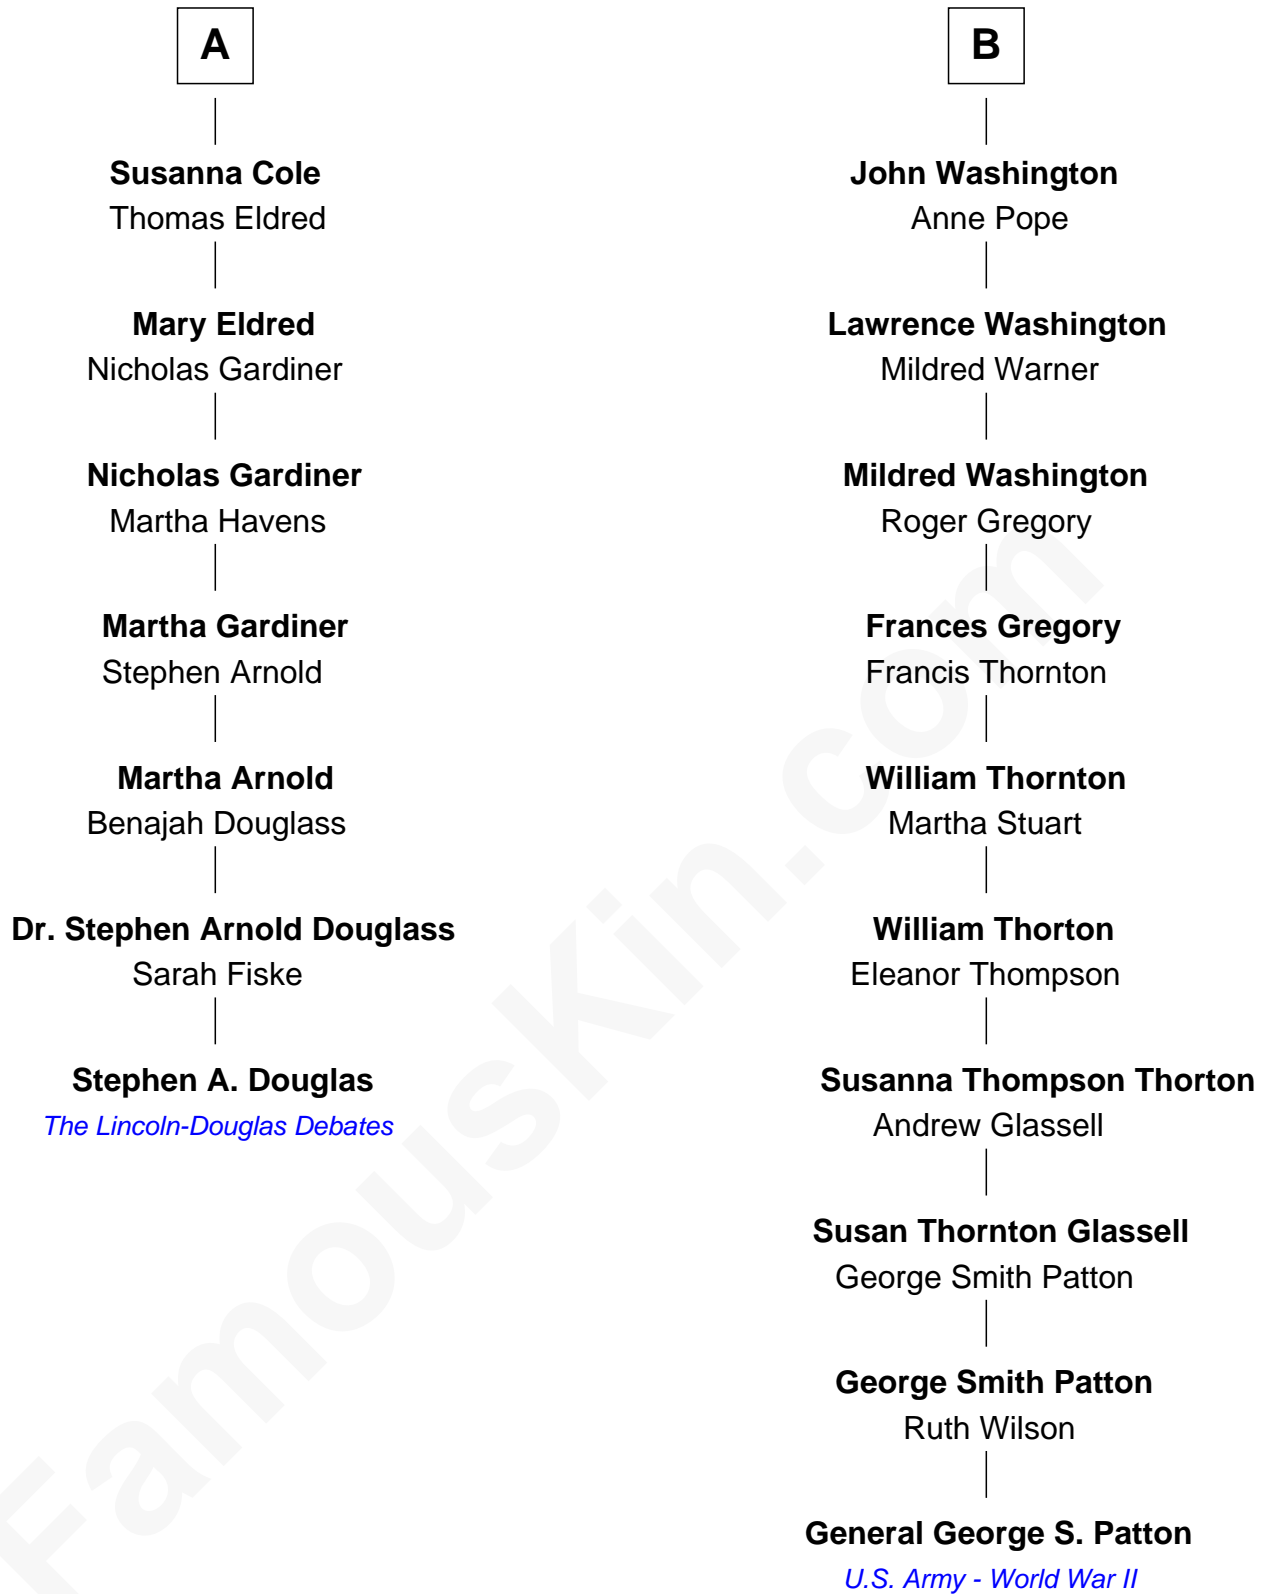 A
Susanna Cole
Thomas Eldred
Mary Eldred
Nicholas Gardiner
Nicholas Gardiner
Martha Havens
Martha Gardiner
Stephen Arnold
Martha Arnold
Benajah Douglass
Dr. Stephen Arnold Douglass
Sarah Fiske
Stephen A. Douglas
The Lincoln-Douglas Debates
B
John Washington
Anne Pope
Lawrence Washington
Mildred Warner
Mildred Washington
Roger Gregory
Frances Gregory
Francis Thornton
William Thornton
Martha Stuart
William Thorton
Eleanor Thompson
Susanna Thompson Thorton
Andrew Glassell
Susan Thornton Glassell
George Smith Patton
George Smith Patton
Ruth Wilson
General George S. Patton
U.S. Army - World War II
FamousKin.com